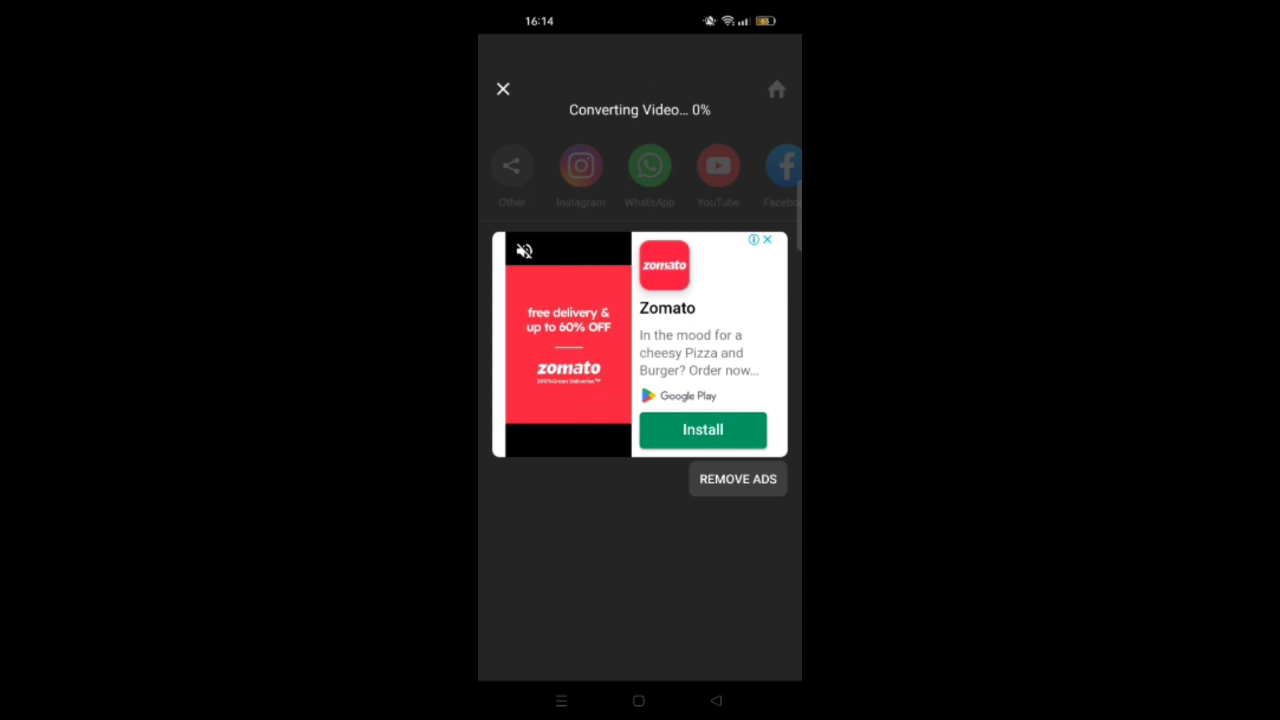 16:14
Converting Video... 0%
Other
Instagram
WhatsApp
YouTube
Facebo
free delivery &
up to 60% OFF
zomato
zomato
Zomato
In the mood for a
cheesy Pizza and
Burger? Order now...
Google Play
Install
REMOVE ADS